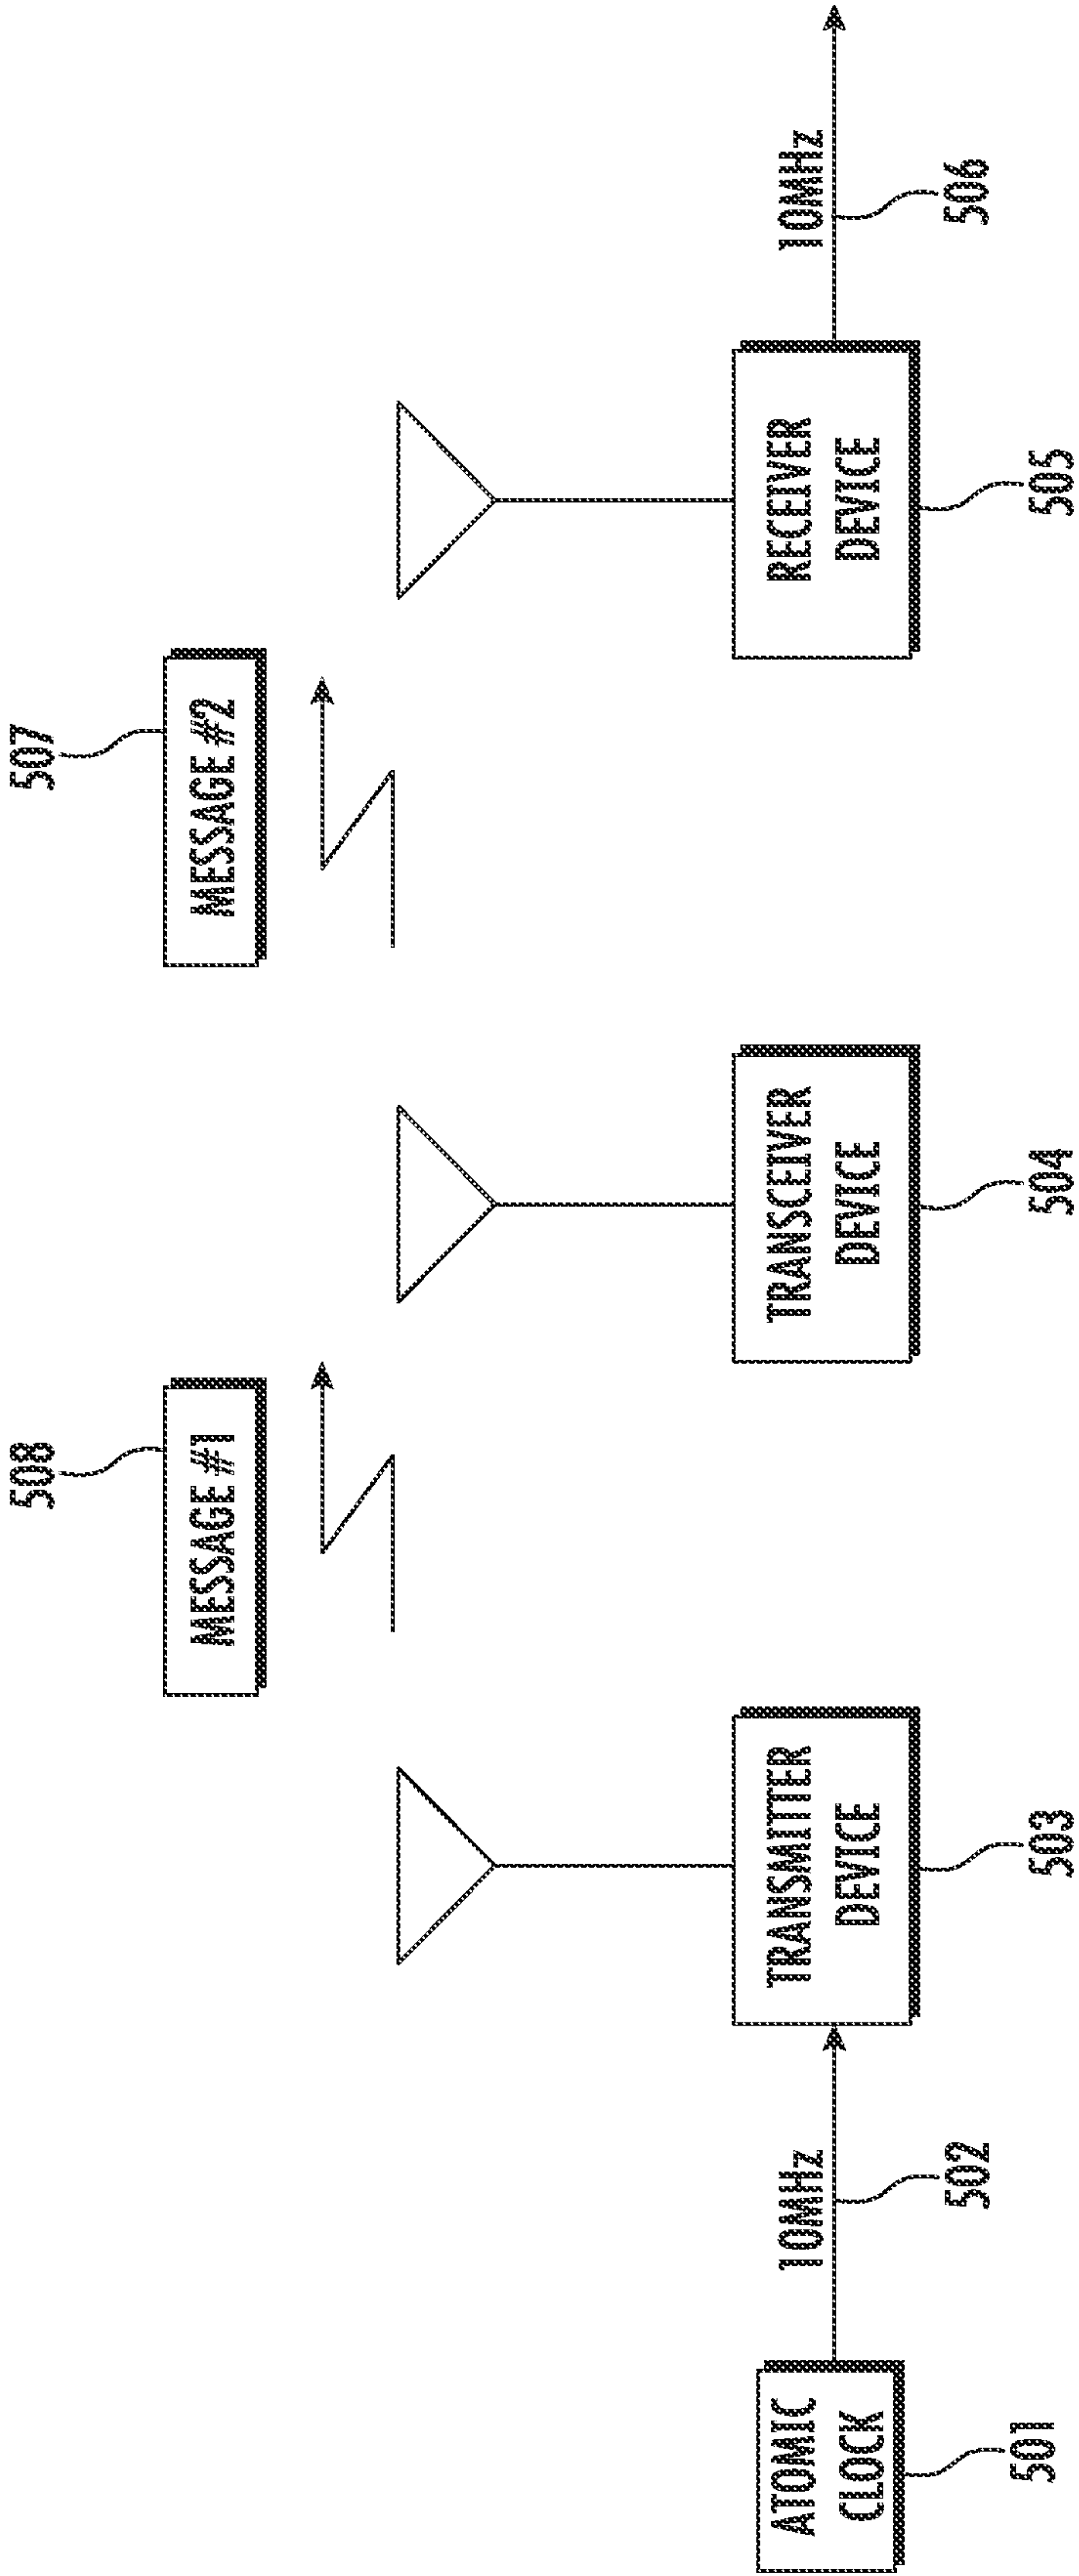 508
507
MESSAGE #1
MESSAGE #2
10MHz
10MHz
ATOMIC
CLOCK
TRANSMITTER
DEVICE
TRANSCEIVER
DEVICE
RECEIVER
DEVICE
502
506
501
503
504
505